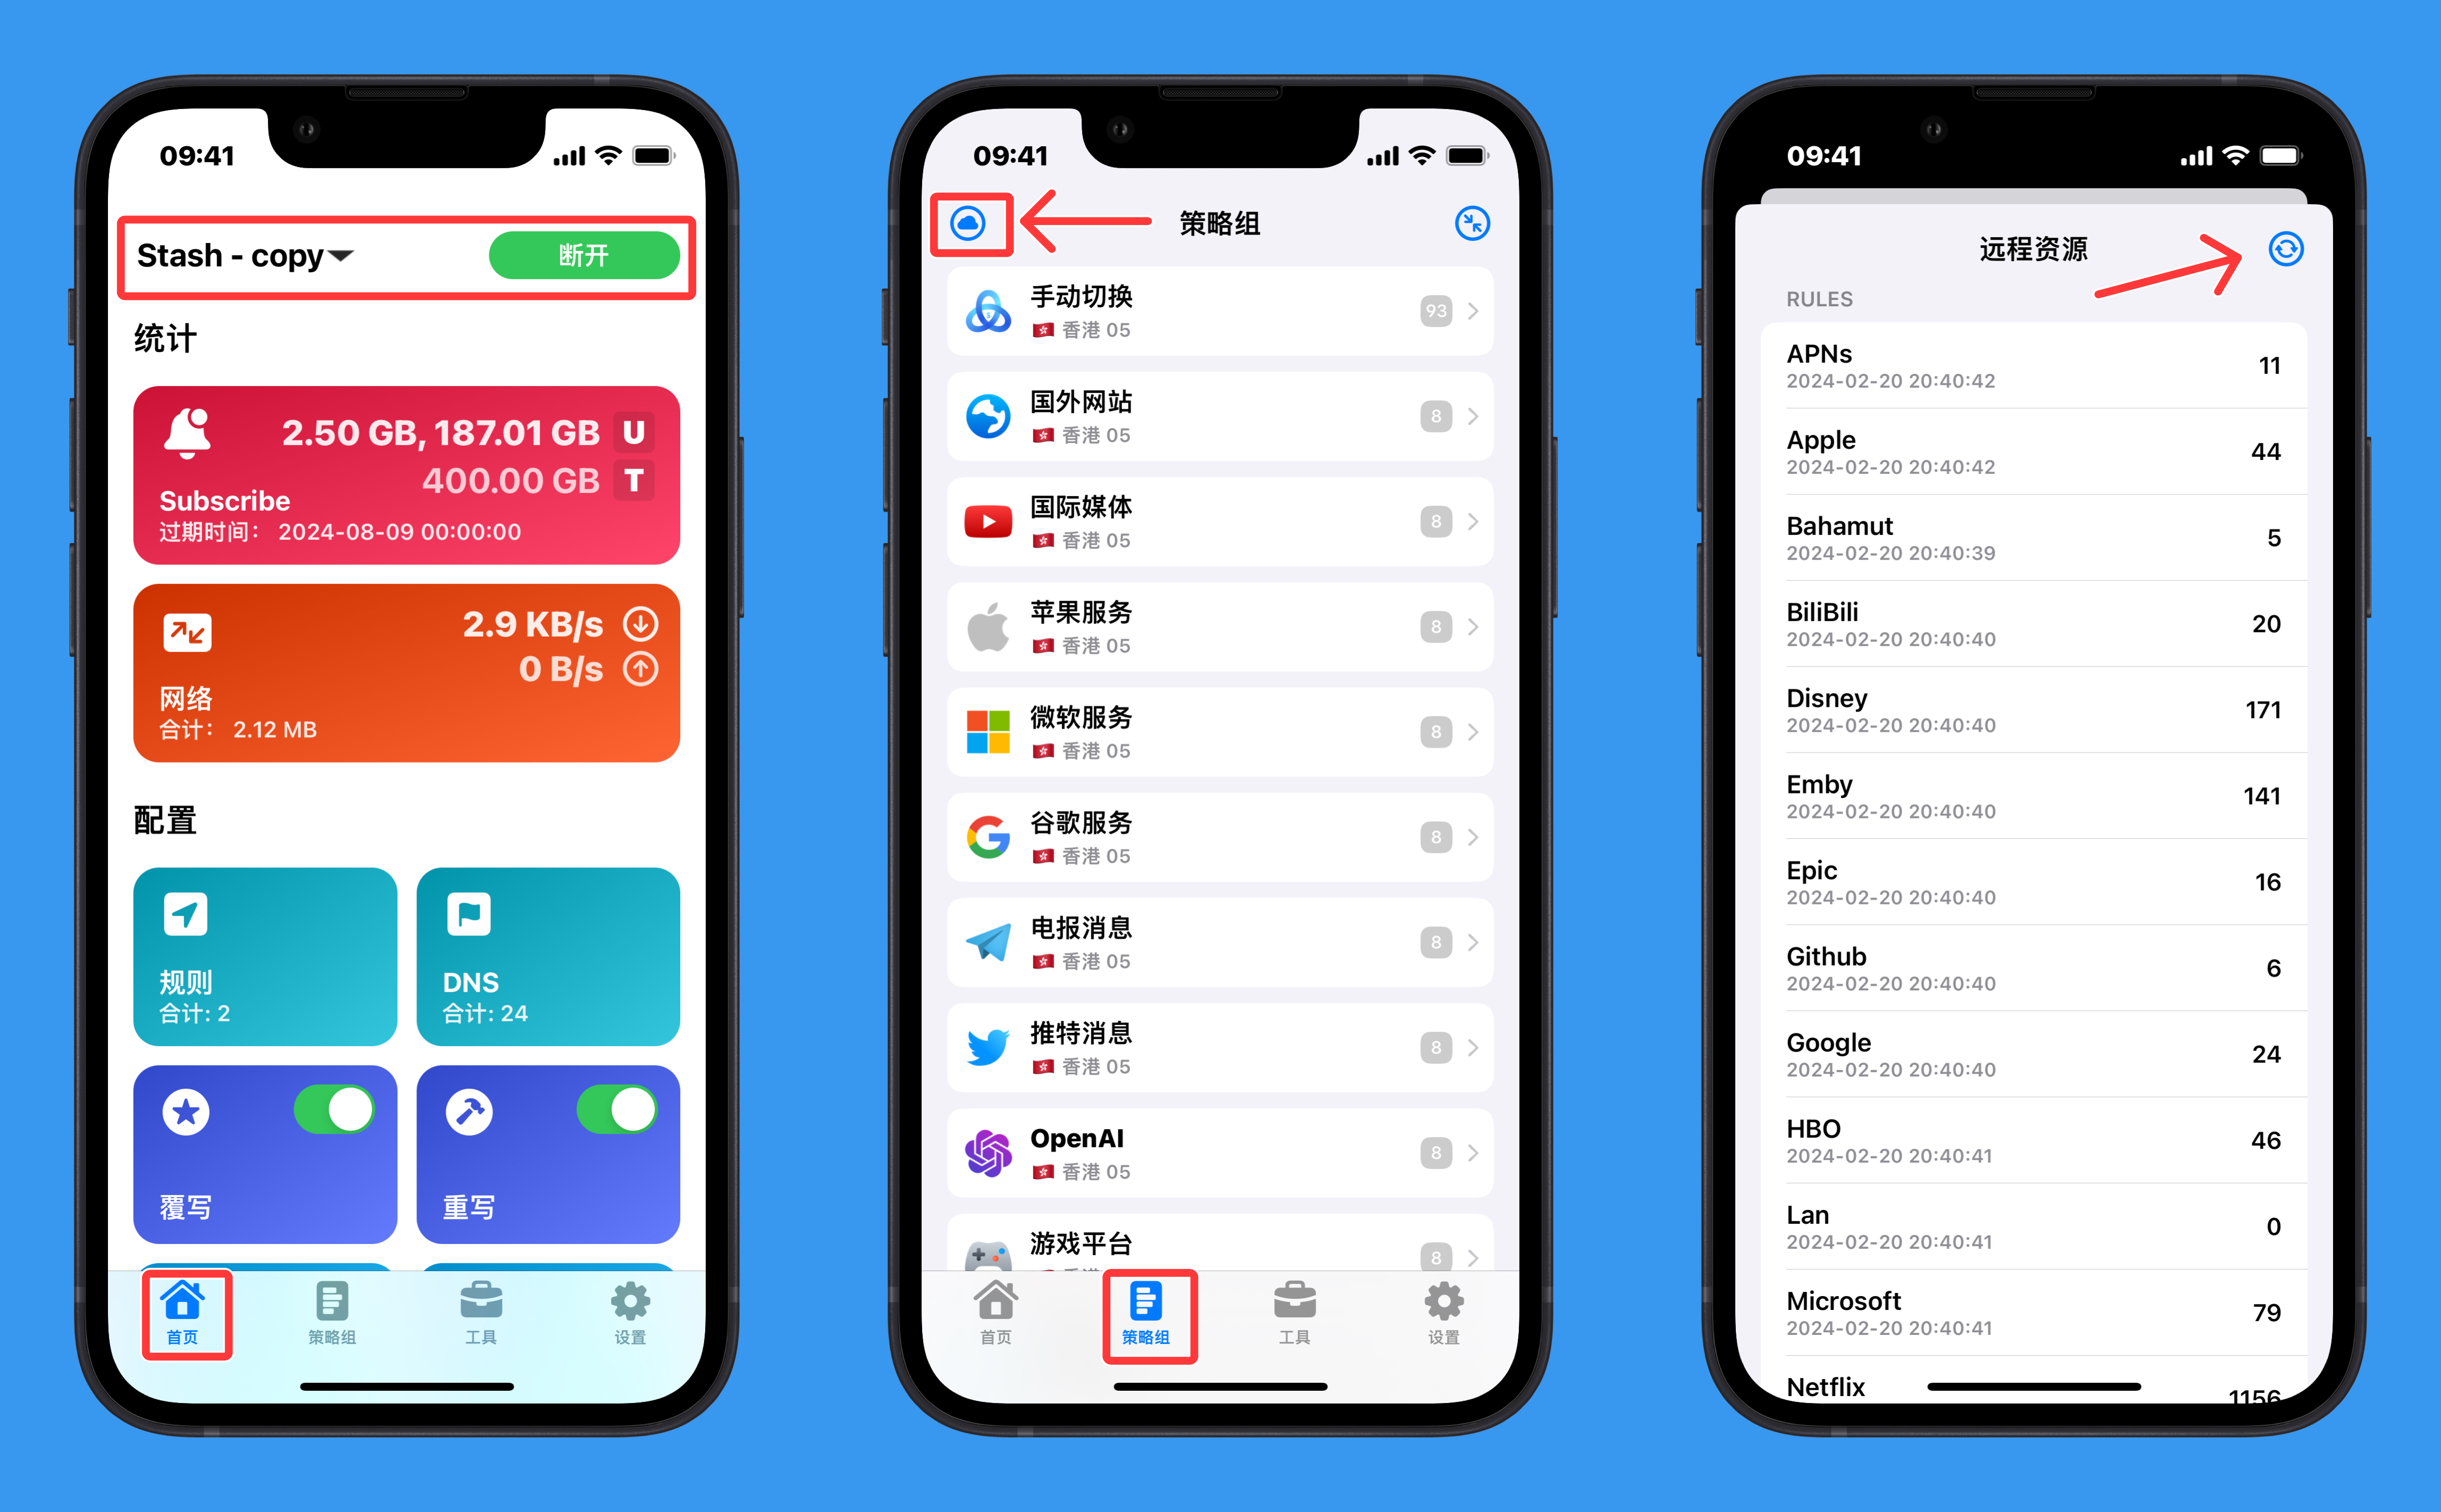 09:41
Stash - copy
断开
统计
2.50 GB, 187.01 GB U
400.00 GB T
Subscribe
过期时间: 2024-08-09 00:00:00
2.9 KB/s
0 B/s
网络
合计: 2.12 MB
配置
规则
合计: 2
DNS
合计: 24
覆写
重写
首页
策略组
工具
设置
09:41
策略组
手动切换
香港 05
93
国外网站
香港 05
8
国际媒体
香港 05
8
苹果服务
香港 05
8
微软服务
香港 05
8
谷歌服务
香港 05
8
电报消息
香港 05
8
推特消息
香港 05
8
OpenAI
香港 05
8
游戏平台
8
首页
策略组
工具
设置
09:41
远程资源
RULES
APNs
2024-02-20 20:40:42
11
Apple
2024-02-20 20:40:42
44
Bahamut
2024-02-20 20:40:39
5
BiliBili
2024-02-20 20:40:40
20
Disney
2024-02-20 20:40:40
171
Emby
2024-02-20 20:40:40
141
Epic
2024-02-20 20:40:40
16
Github
2024-02-20 20:40:40
6
Google
2024-02-20 20:40:40
24
HBO
2024-02-20 20:40:41
46
Lan
2024-02-20 20:40:41
0
Microsoft
2024-02-20 20:40:41
79
Netflix
1156